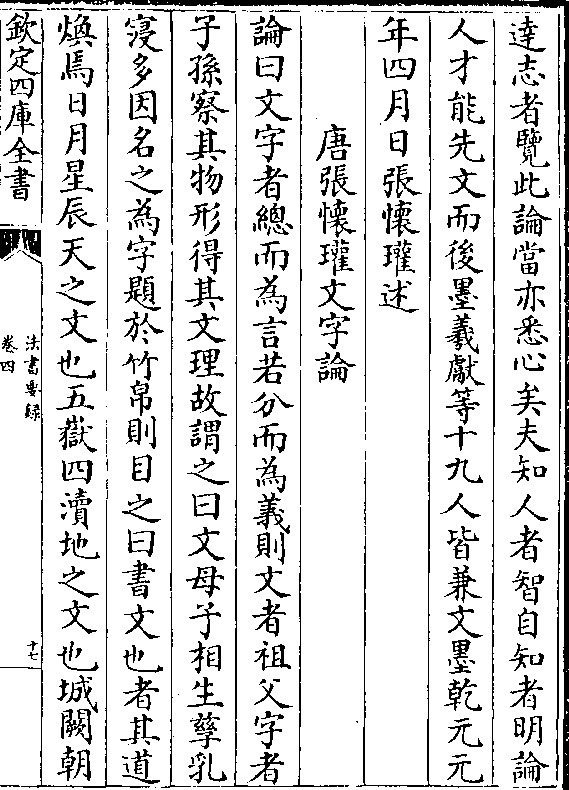 達志者覽此論當亦悉心矣夫知人者智自知者明論
人才能先文而後墨羲獻等十九人皆兼文墨乾元元
年四月日張懷瓘述
唐張懷瓘文字論
論曰文字者總而為言若分而為義則文者祖父字者
子孫察其物形得其文理故謂之曰文母子相生孳乳
寖多因名之為字題於竹帛則目之曰書文也者其道
煥焉日月星辰天之文也五嶽四瀆地之文也城闕朝
欽定四庫全書
法書要錄
卷四
十七